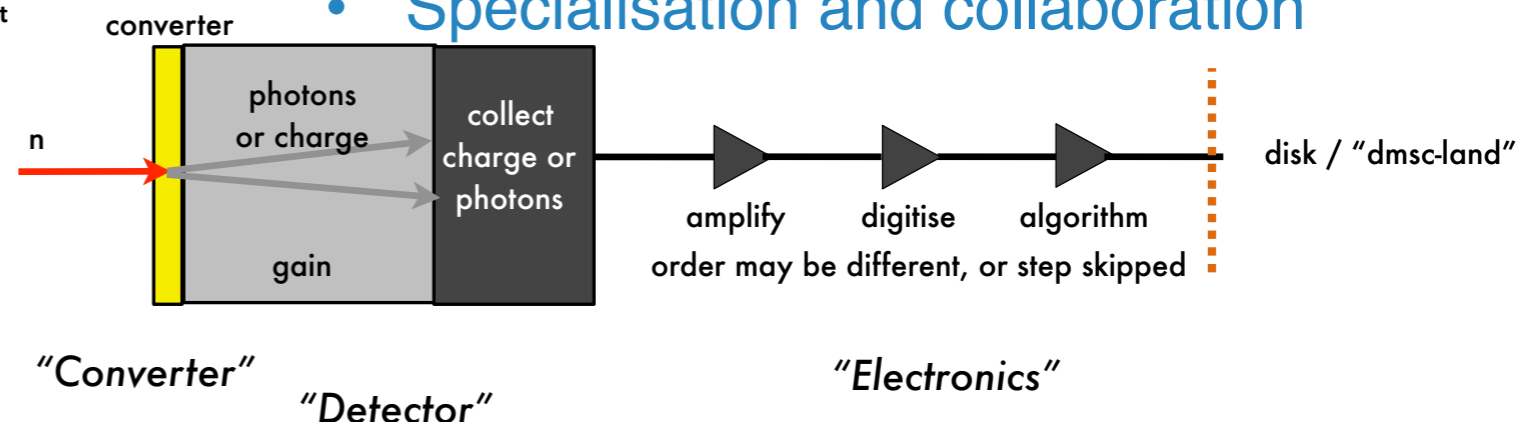 t
• Specialisation and collaboration
converter
n
photons
or charge
gain
collect
charge or
photons
amplify
digitise
algorithm
order may be different, or step skipped
disk / “dmsc-land”
“Converter”
“Detector”
“Electronics”